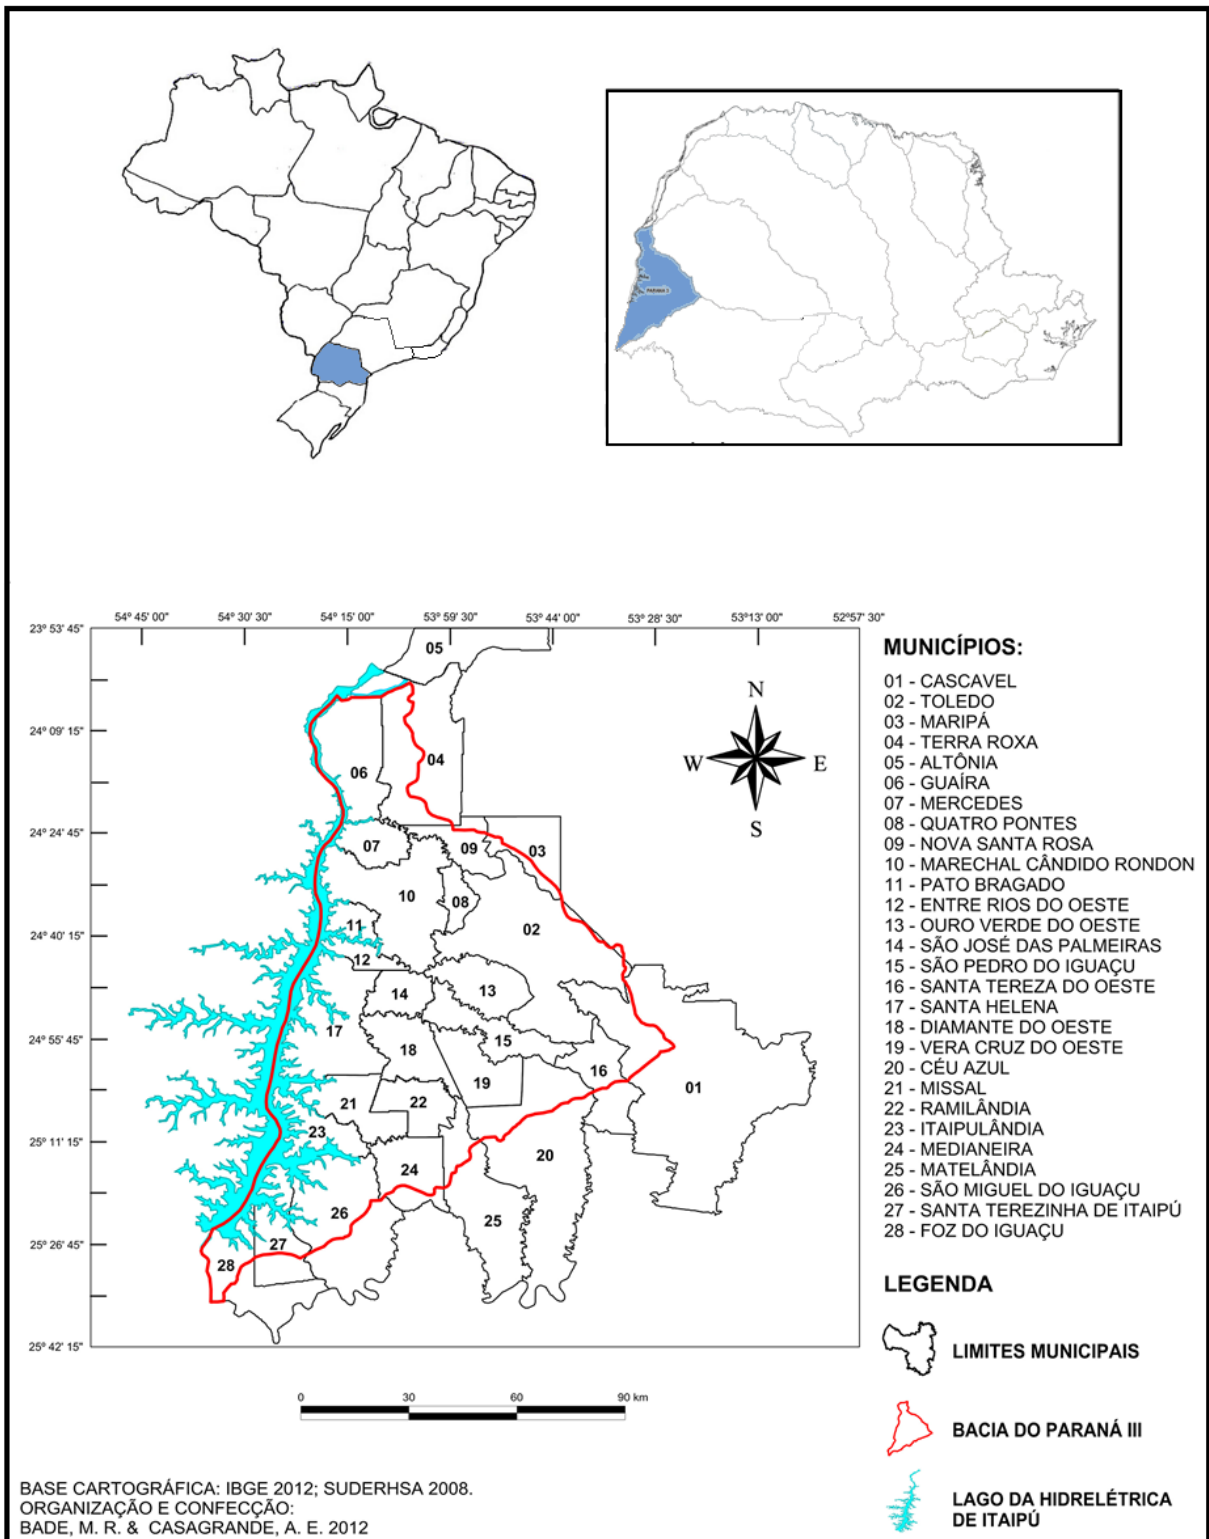 PARANÁ 3
54º 45' 00"
54º 30' 30"
54º 15' 00"
53º 59' 30"
53º 44' 00"
53º 28' 30"
53º13' 00"
52º57' 30"
23º 53' 45"
24º 09' 15"
24º 24' 45"
24º 40' 15"
24º 55' 45"
25º 11' 15"
25º 26' 45"
25º 42' 15"
05
04
06
07
09
03
10
08
02
11
12
13
14
17
15
18
16
19
01
21
22
23
20
24
26
25
27
28
N
W
E
S
0
30
60
90 km
MUNICÍPIOS:
01 - CASCAVEL
02 - TOLEDO
03 - MARIPÁ
04 - TERRA ROXA
05 - ALTÔNIA
06 - GUAÍRA
07 - MERCEDES
08 - QUATRO PONTES
09 - NOVA SANTA ROSA
10 - MARECHAL CÂNDIDO RONDON
11 - PATO BRAGADO
12 - ENTRE RIOS DO OESTE
13 - OURO VERDE DO OESTE
14 - SÃO JOSÉ DAS PALMEIRAS
15 - SÃO PEDRO DO IGUAÇU
16 - SANTA TEREZA DO OESTE
17 - SANTA HELENA
18 - DIAMANTE DO OESTE
19 - VERA CRUZ DO OESTE
20 - CÉU AZUL
21 - MISSAL
22 - RAMILÂNDIA
23 - ITAIPULÂNDIA
24 - MEDIANEIRA
25 - MATELÂNDIA
26 - SÃO MIGUEL DO IGUAÇU
27 - SANTA TEREZINHA DE ITAIPÚ
28 - FOZ DO IGUAÇU
LEGENDA
LIMITES MUNICIPAIS
BACIA DO PARANÁ III
LAGO DA HIDRELÉTRICA
DE ITAIPÚ
BASE CARTOGRÁFICA: IBGE 2012; SUDERHSA 2008.
ORGANIZAÇÃO E CONFECÇÃO:
BADE, M. R. & CASAGRANDE, A. E. 2012